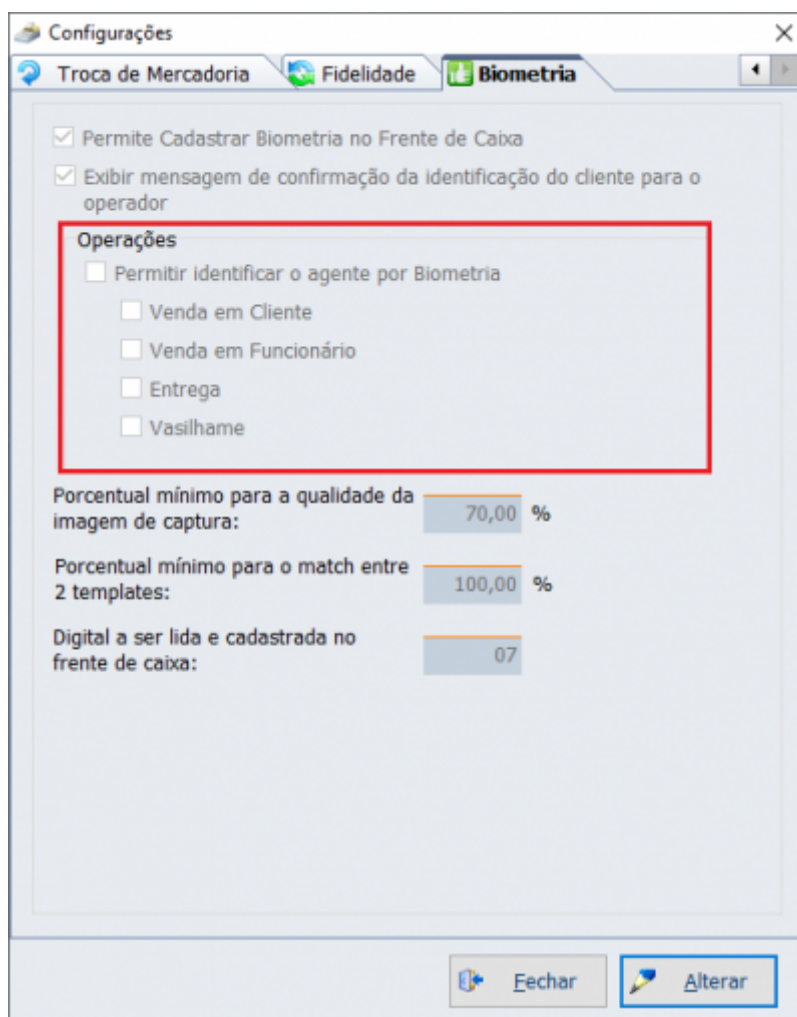 Configurações
Troca de Mercadoria
Fidelidade
Biometria
Permite Cadastrar Biometria no Frente de Caixa
Exibir mensagem de confirmação da identificação do cliente para o
operador
Operações
Permitir identificar o agente por Biometria
Venda em Cliente
Venda em Funcionário
Entrega
Vasilhame
Porcentual mínimo para a qualidade da
imagem de captura:
70,00 %
Porcentual mínimo para o match entre
2 templates:
100,00 %
Digital a ser lida e cadastrada no
frente de caixa:
07
Fechar
Alterar